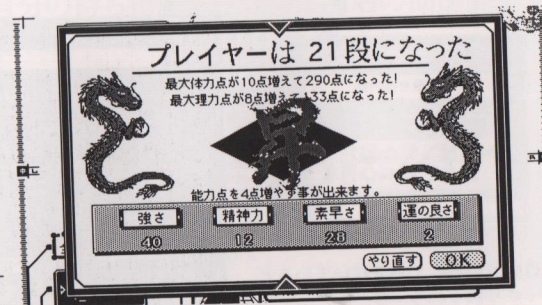 プレイヤーは 21 段になった
最大体力点が10点増えて290点になった!
最大理力点が8点増えて133点になった!
昇
能力点を4点増やす事が出来ます。
強さ 精神力 素早さ 運の良さ
40 12 28 2
やり直す OK